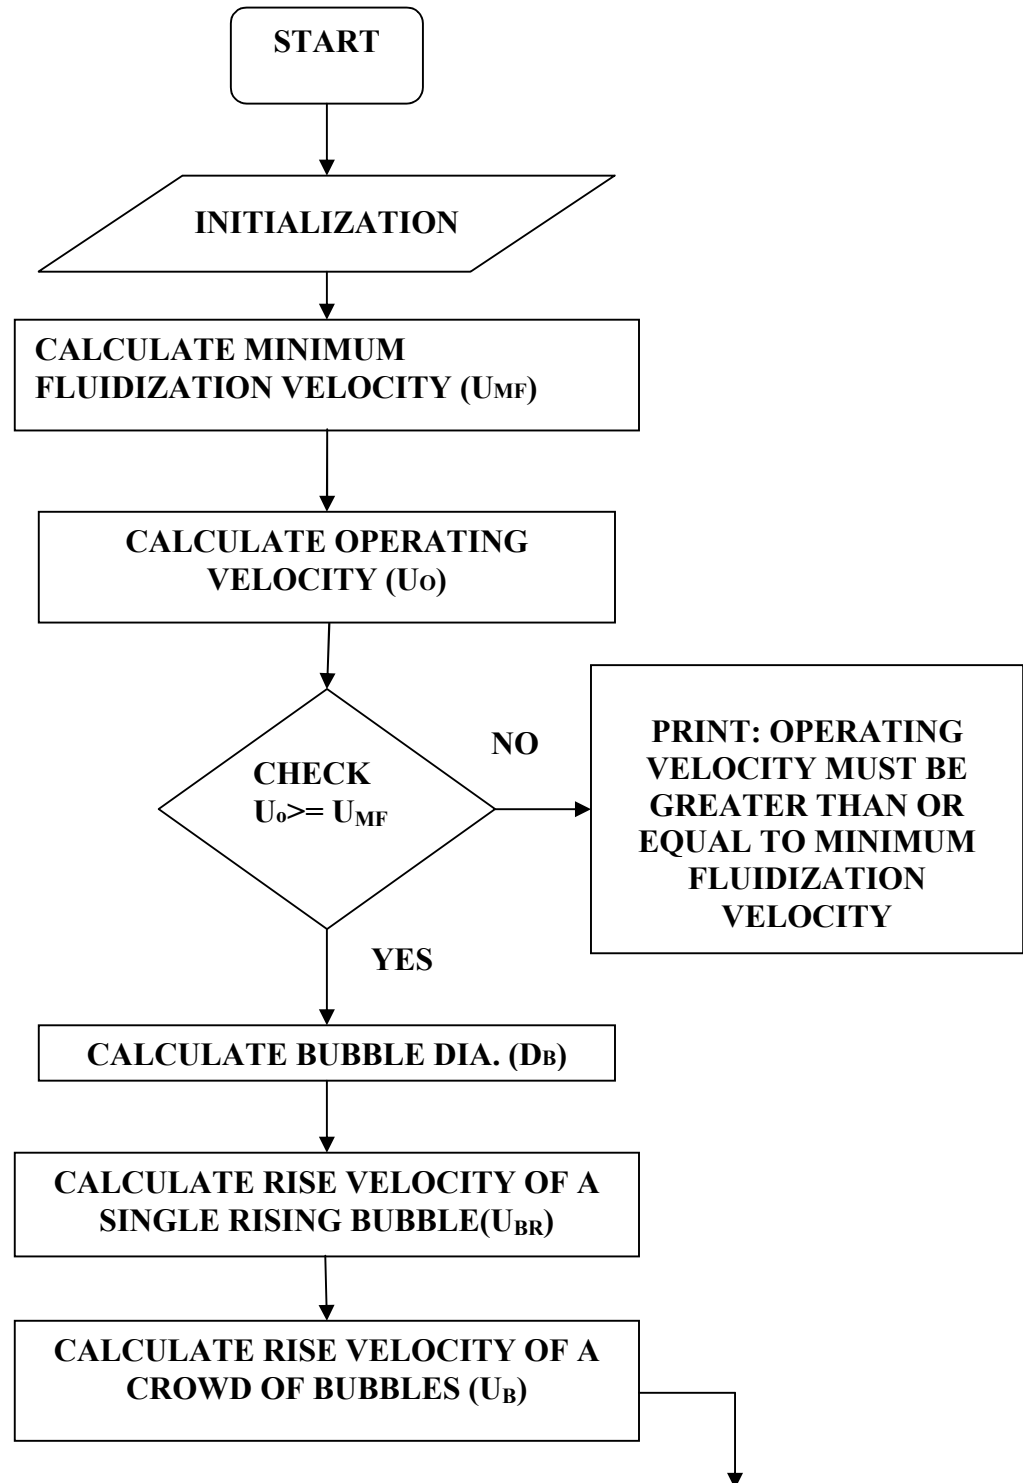 START
INITIALIZATION
CALCULATE MINIMUM
FLUIDIZATION VELOCITY (UMF)
CALCULATE OPERATING
VELOCITY (UO)
CHECK
Uo>= UMF
NO
PRINT: OPERATING
VELOCITY MUST BE
GREATER THAN OR
EQUAL TO MINIMUM
FLUIDIZATION
VELOCITY
YES
CALCULATE BUBBLE DIA. (DB)
CALCULATE RISE VELOCITY OF A
SINGLE RISING BUBBLE(UBR)
CALCULATE RISE VELOCITY OF A
CROWD OF BUBBLES (UB)